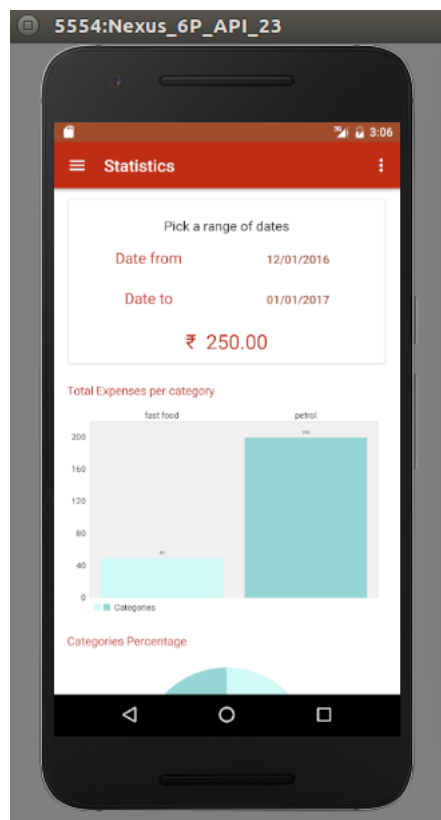 5554:Nexus_6P_API_23
3:06
Statistics
Pick a range of dates
Date from 12/01/2016
Date to 01/01/2017
₹ 250.00
Total Expenses per category
fast food petrol
200
160
120
80
40
0
Categories
Categories Percentage